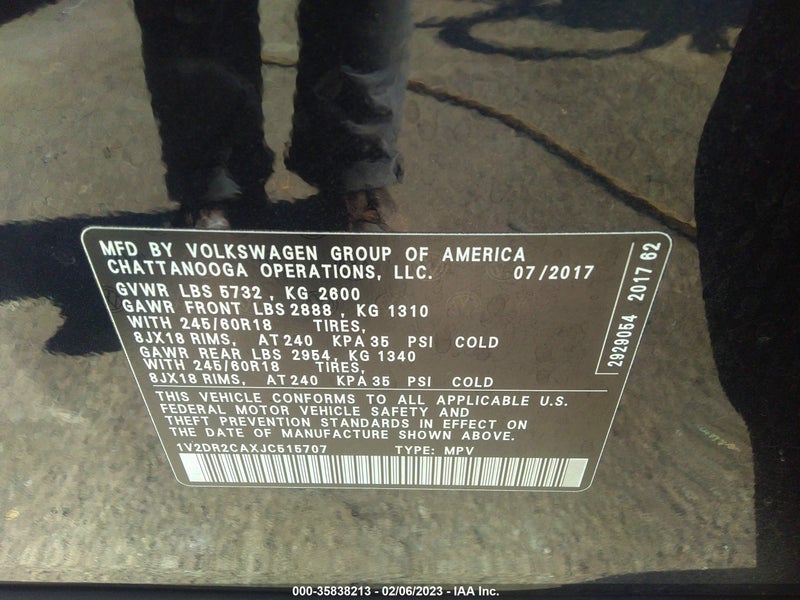 MFD BY VOLKSWAGEN GROUP OF AMERICA
CHATTANOOGA OPERATIONS, LLC. 07/2017
GVWR LBS 5732 , KG 2600
GAWR FRONT LBS 2888 , KG 1310
WITH 245/60R18 TIRES,
8JX18 RIMS, AT 240 KPA 35 PSI COLD
GAWR REAR LBS 2954, KG 1340
WITH 245/60R18 TIRES,
8JX18 RIMS, AT 240 KPA 35 PSI COLD
THIS VEHICLE CONFORMS TO ALL APPLICABLE U.S.
FEDERAL MOTOR VEHICLE SAFETY AND
THEFT PREVENTION STANDARDS IN EFFECT ON
THE DATE OF MANUFACTURE SHOWN ABOVE.
1V2DR2CAXJC515707 TYPE: MPV
2929054 2017 62
000-35838213 - 02/06/2023 - IAA Inc.